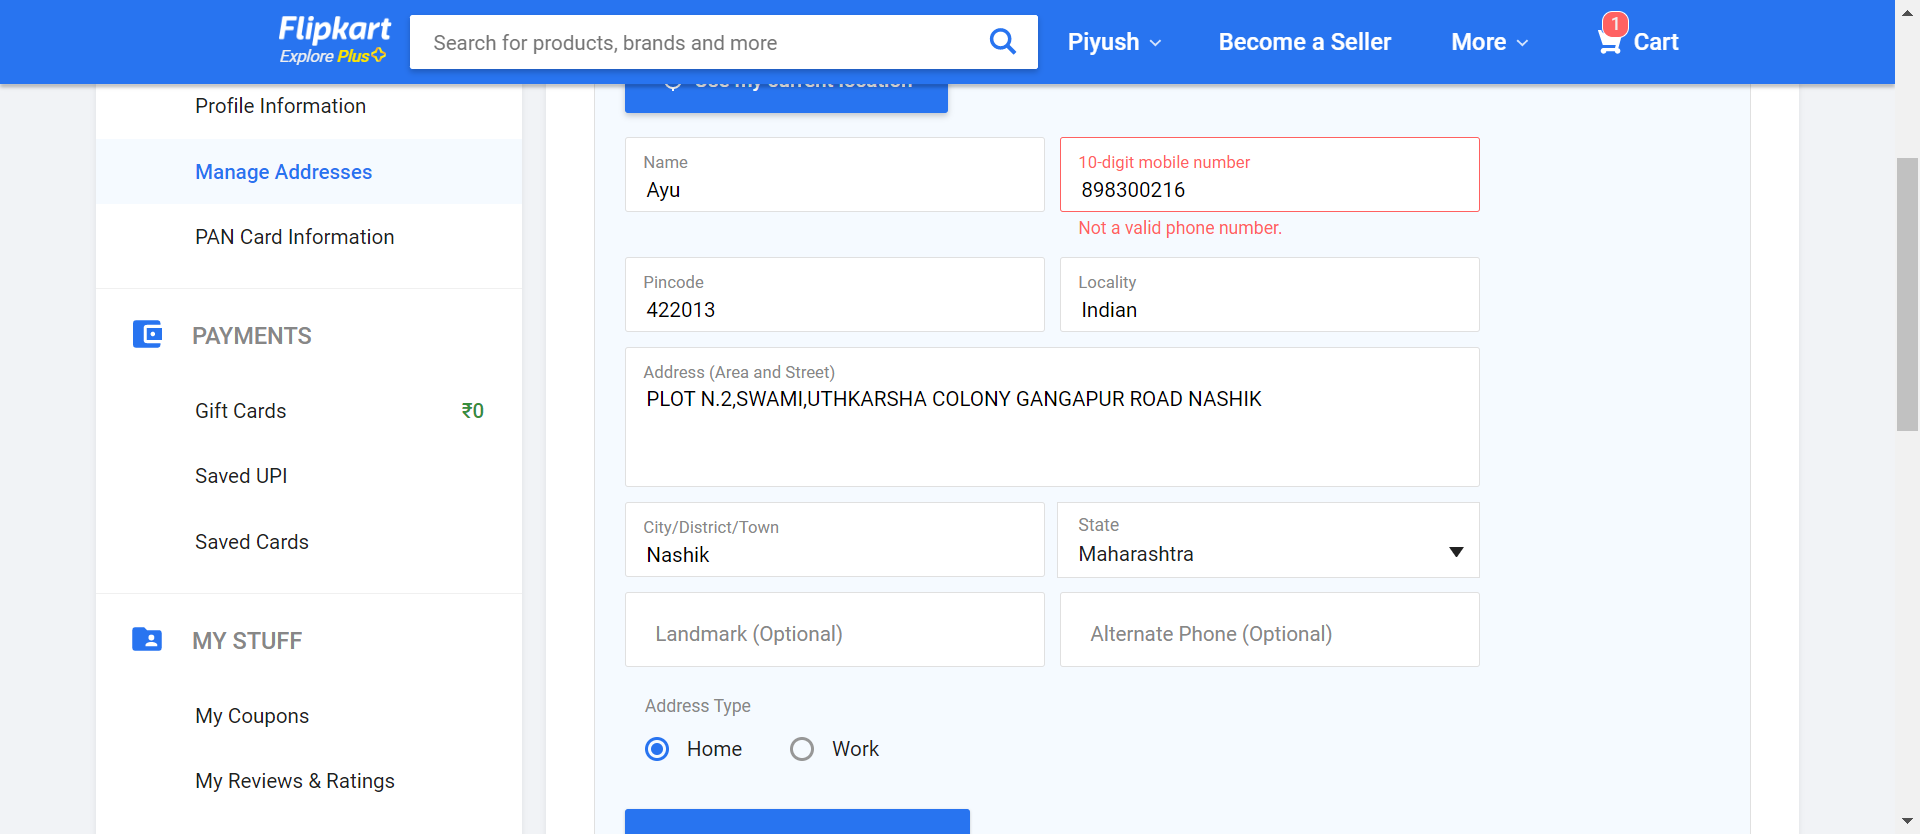 Flipkart
Explore Plus
Search for products, brands and more
Piyush
Become a Seller
More
1
Cart
Use my current location
Profile Information
Manage Addresses
PAN Card Information
PAYMENTS
Gift Cards ₹0
Saved UPI
Saved Cards
MY STUFF
My Coupons
My Reviews & Ratings
Name
Ayu
10-digit mobile number
898300216
Not a valid phone number.
Pincode
422013
Locality
Indian
Address (Area and Street)
PLOT N.2,SWAMI,UTHKARSHA COLONY GANGAPUR ROAD NASHIK
City/District/Town
Nashik
State
Maharashtra
Landmark (Optional)
Alternate Phone (Optional)
Address Type
Home
Work